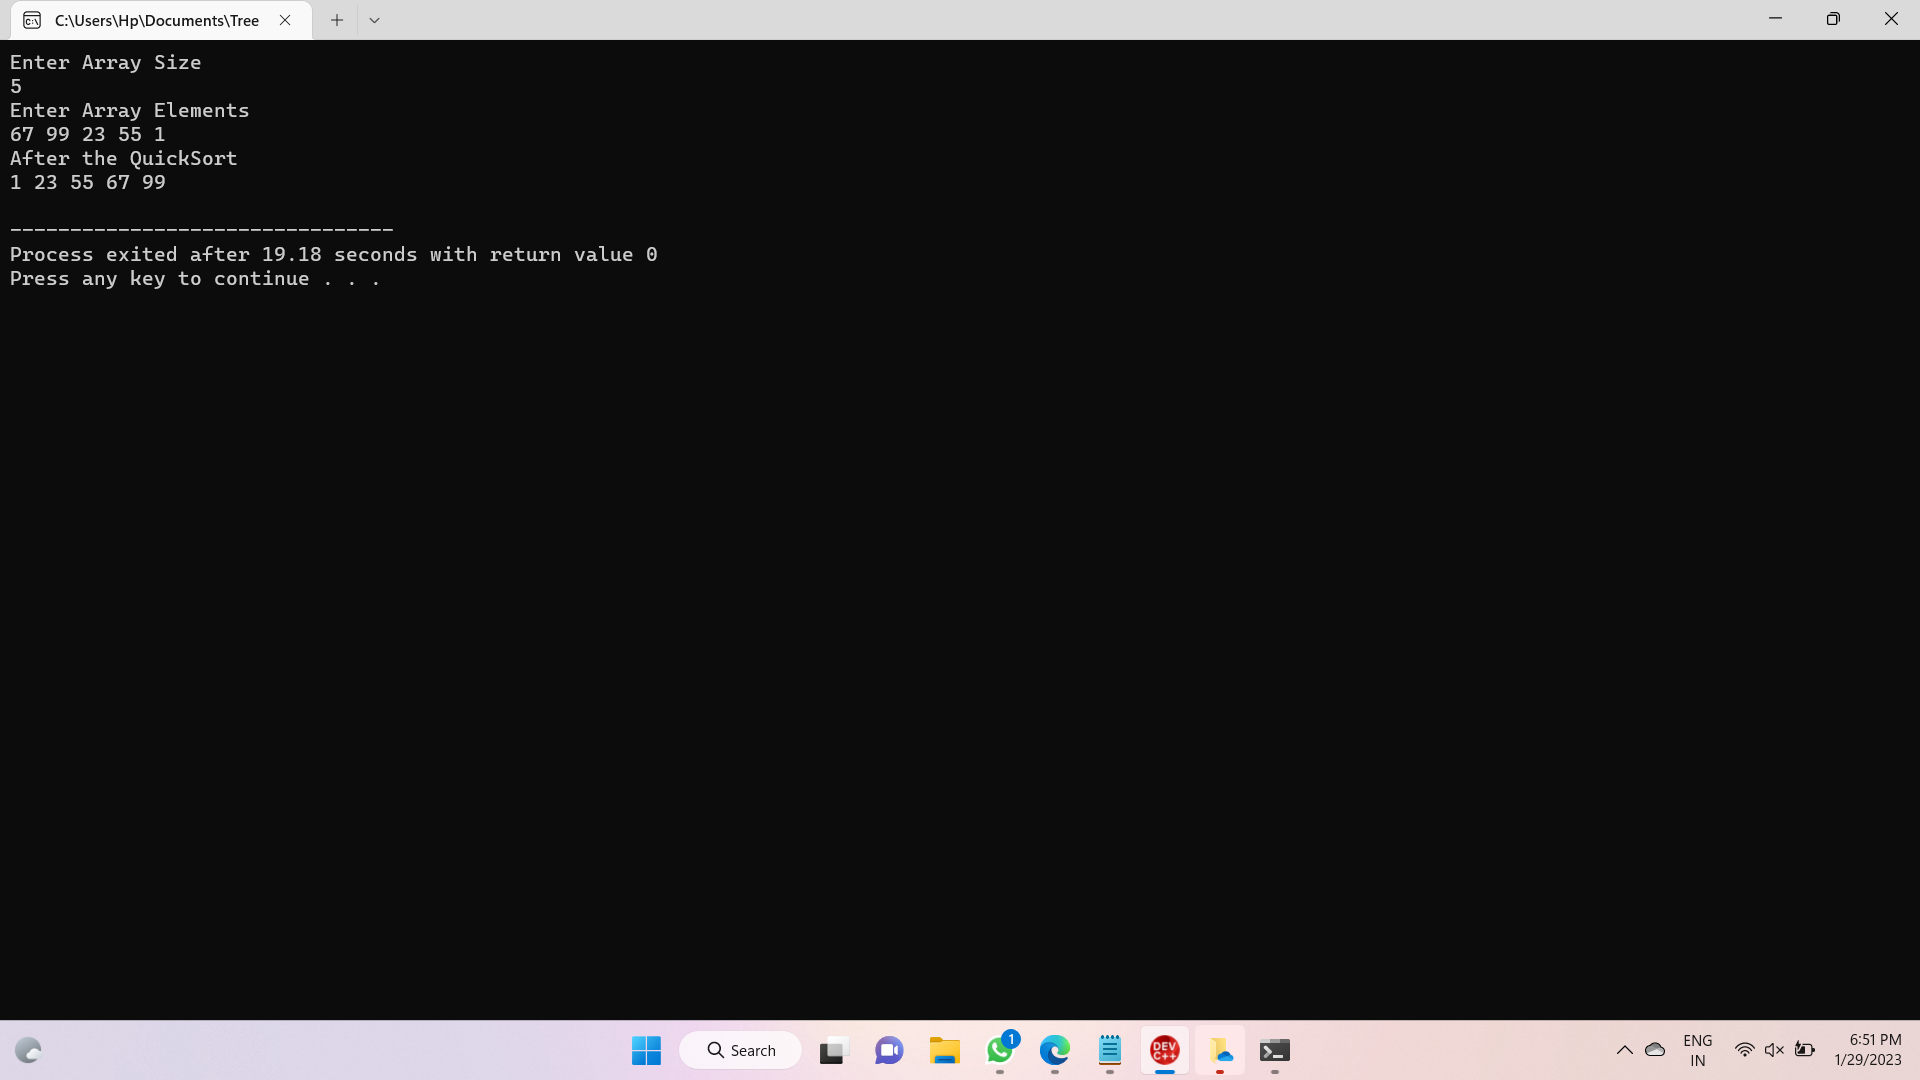 C:\Users\Hp\Documents\Tree
Enter Array Size
5
Enter Array Elements
67 99 23 55 1
After the QuickSort
1 23 55 67 99
--------------------------------
Process exited after 19.18 seconds with return value 0
Press any key to continue . . .
Search
1
DEV
C++
ENG
IN
6:51 PM
1/29/2023